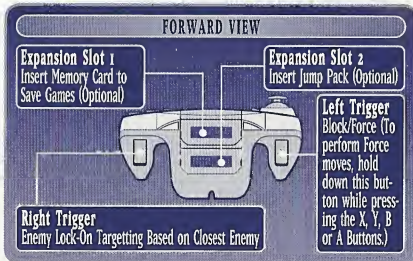 FORWARD VIEW
Expansion Slot 1
Insert Memory Card to
Save Games (Optional)
Expansion Slot 2
Insert Jump Pack (Optional)
Left Trigger
Block/Force (To
perform Force
moves, hold
down this but-
ton while press-
ing the X, Y, B
or A Buttons.)
Right Trigger
Enemy Lock-On Targetting Based on Closest Enemy